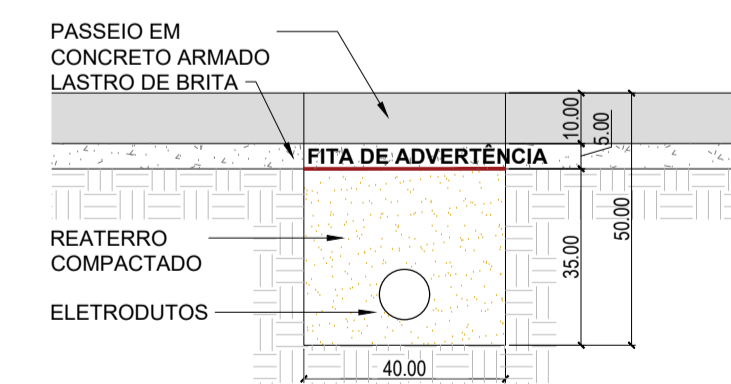 PASSEIO EM
CONCRETO ARMADO
LASTRO DE BRITA
FITA DE ADVERTÊNCIA
REATERRO
COMPACTADO
ELETRODUTOS
10.00
5.00
35.00
50.00
40.00